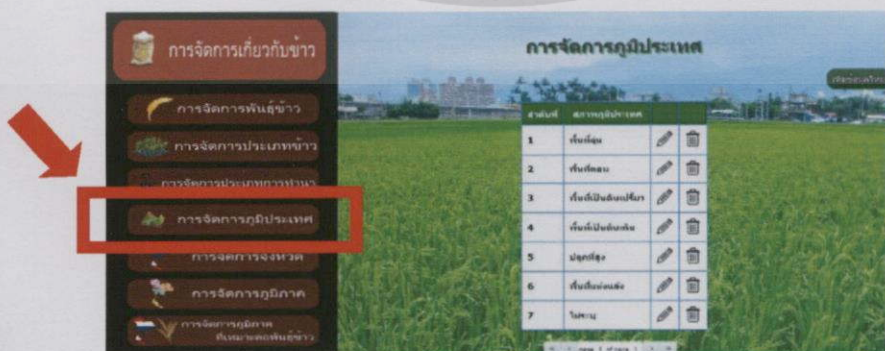 การจัดการเกี่ยวกับข้าว
การจัดการพันธุ์ข้าว
การจัดการประเภทข้าว
การจัดการประเภทการทำนา
การจัดการภูมิประเทศ
การจัดการจังหวัด
การจัดการภูมิภาค
การจัดการภูมิภาค
ที่เหมาะต่อพันธุ์ข้าว
การจัดการภูมิประเทศ
ลำดับที่ สภาพภูมิประเทศ
1 พื้นที่ลุ่ม
2
3 พื้นที่เป็นดินเปรี้ยว
4 พื้นที่เป็นดินเค็ม
5 ปลูกที่สูง
6 พื้นที่แห้งแล้ง
7 ไม่ระบุ